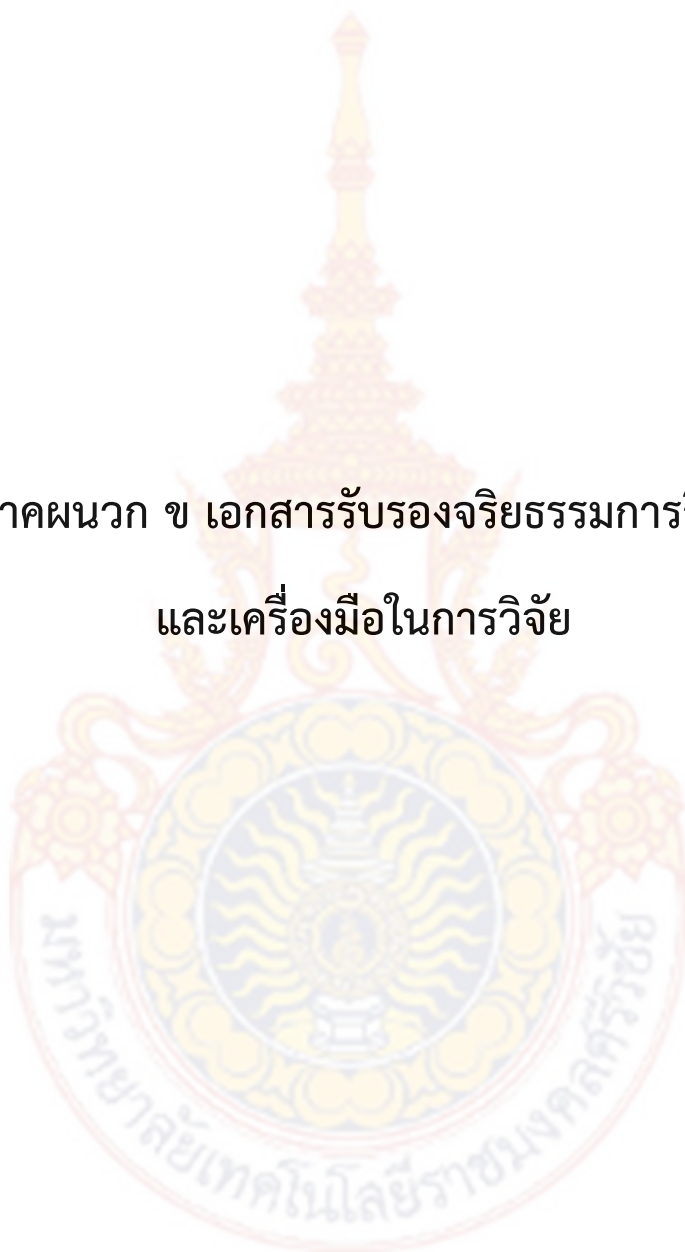 าคผนวก ข เอกสารรับรองจริยธรรมการวิ
และเครื่องมือในการวิจัย
มหาวิทยาลัยเทคโนโลยีราชมงคลศรีวิชัย